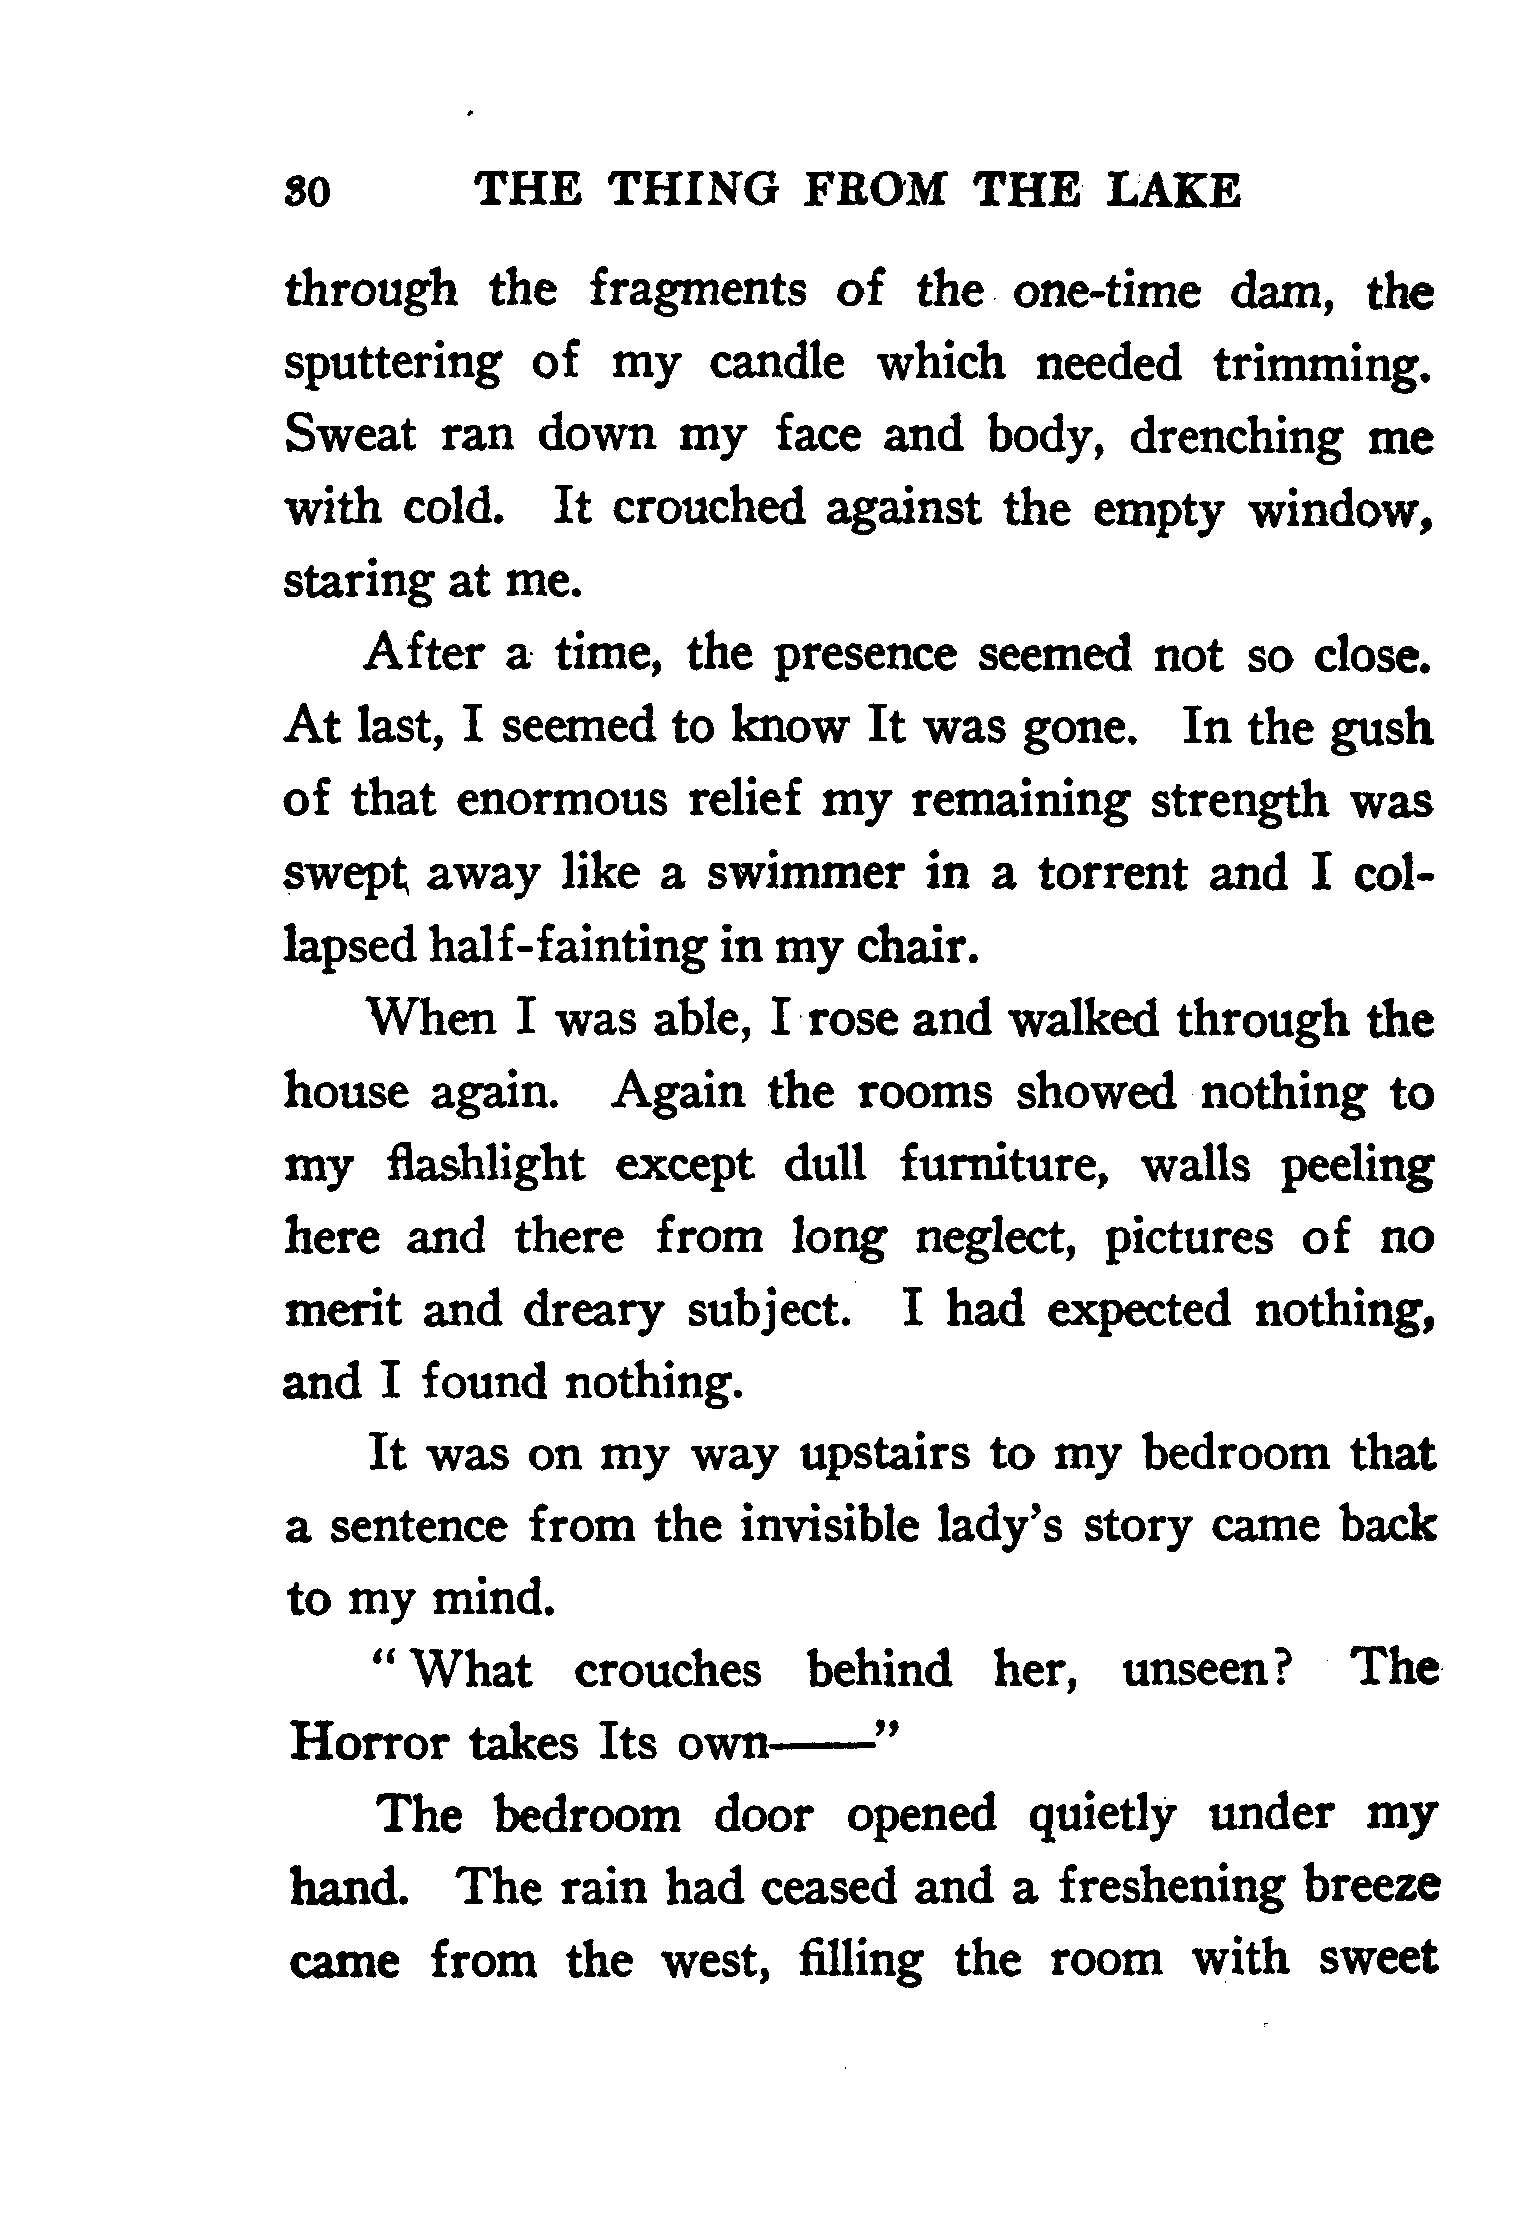 80 THE THING FROM THE LAKE
through the fragments of the one-time dam, the
sputtering of my candle which needed trimming.
Sweat ran down my face and body, drenching me
with cold. It crouched against the empty window,
staring at me.
After a time, the presence seemed not so close.
At last, I seemed to know It was gone. In the gush
of that enormous relief my remaining strength was
swept away like a swimmer in a torrent and I col-
lapsed half-fainting in my chair.
When I was able, I rose and walked through the
house again. Again the rooms showed nothing to
my flashlight except dull furniture, walls peeling
here and there from long neglect, pictures of no
merit and dreary subject. I had expected nothing,
and I found nothing.
It was on my way upstairs to my bedroom that
a sentence from the invisible lady's story came back
to my mind.
“ What crouches behind her, unseen? The
Horror takes Its own——”
The bedroom door opened quietly under my
hand. The rain had ceased and a freshening breeze
came from the west, filling the room with sweet